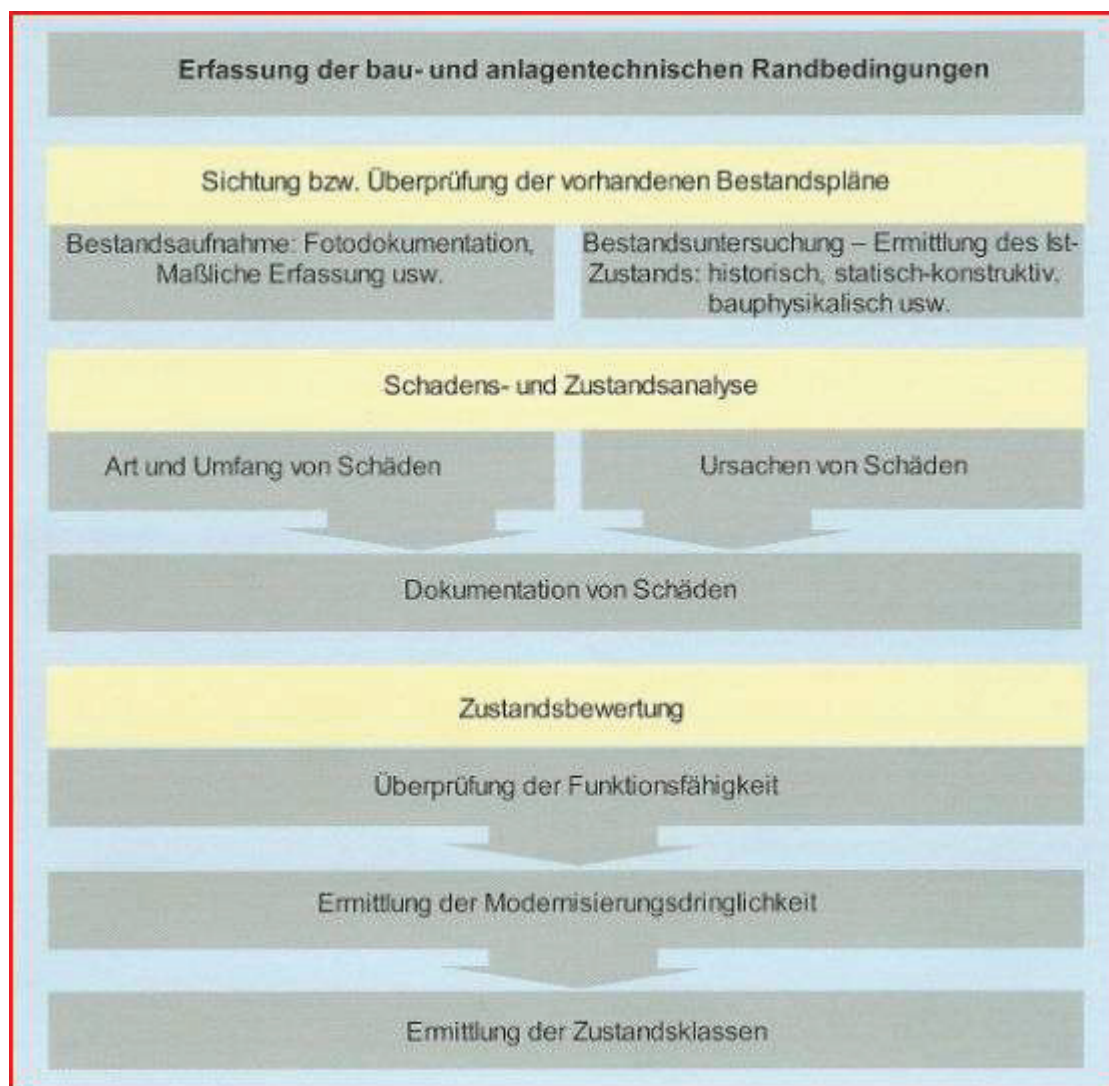 Erfassung der bau- und anlagentechnischen Randbedingungen
Sichtung bzw. Überprüfung der vorhandenen Bestandspläne
Bestandsaufnahme: Fotodokumentation,
Maßliche Erfassung usw.
Bestandsuntersuchung – Ermittlung des Ist-
Zustands: historisch, statisch-konstruktiv,
bauphysikalisch usw.
Schadens- und Zustandsanalyse
Art und Umfang von Schäden
Ursachen von Schäden
Dokumentation von Schäden
Zustandsbewertung
Überprüfung der Funktionsfähigkeit
Ermittlung der Modernisierungsdringlichkeit
Ermittlung der Zustandsklassen